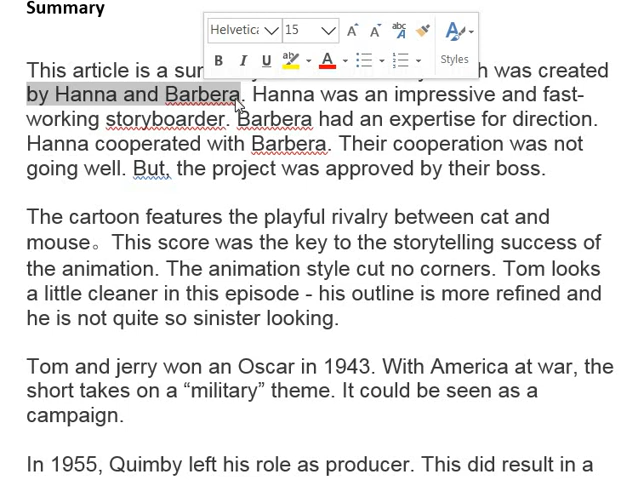 Summary
Helvetica 15 A A abc A
B I U aby A Styles
This article is a h was created
by Hanna and Barbera. Hanna was an impressive and fast-
working storyboarder. Barbera had an expertise for direction.
Hanna cooperated with Barbera. Their cooperation was not
going well. But, the project was approved by their boss.
The cartoon features the playful rivalry between cat and
mouse。 This score was the key to the storytelling success of
the animation. The animation style cut no corners. Tom looks
a little cleaner in this episode - his outline is more refined and
he is not quite so sinister looking.
Tom and jerry won an Oscar in 1943. With America at war, the
short takes on a “military” theme. It could be seen as a
campaign.
In 1955, Quimby left his role as producer. This did result in a